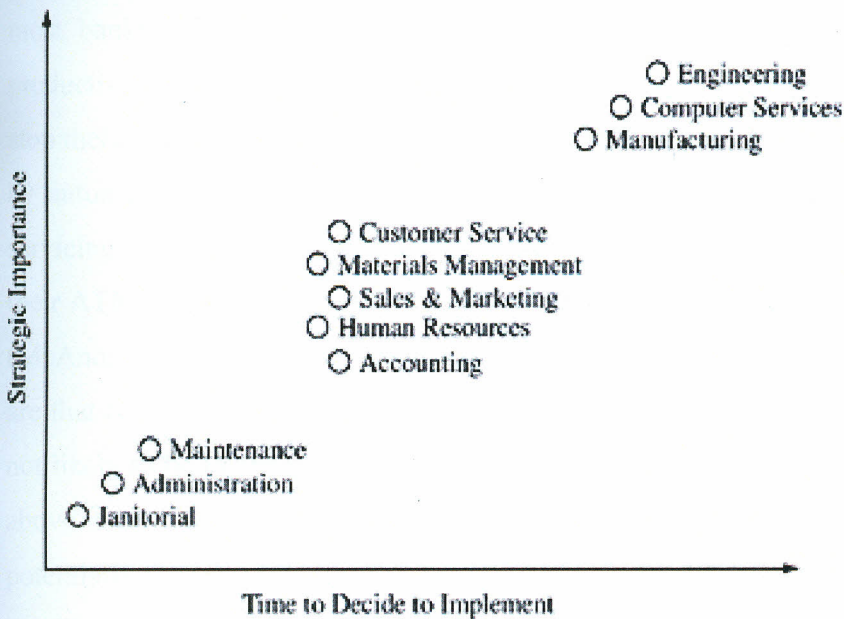 Engineering
Computer Services
Manufacturing
Customer Service
Materials Management
Sales & Marketing
Human Resources
Accounting
Maintenance
Administration
Janitorial
Strategic Importance
Time to Decide to Implement